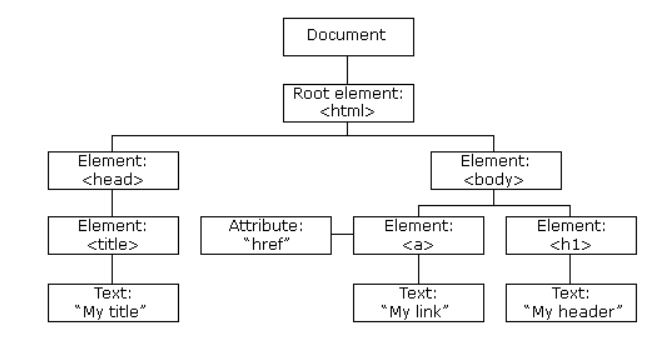 Document
Root element:
<html>
Element:
<head>
Element:
<body>
Element:
<title>
Attribute:
“href”
Element:
<a>
Element:
<h1>
Text:
“My title”
Text:
“My link”
Text:
“My header”